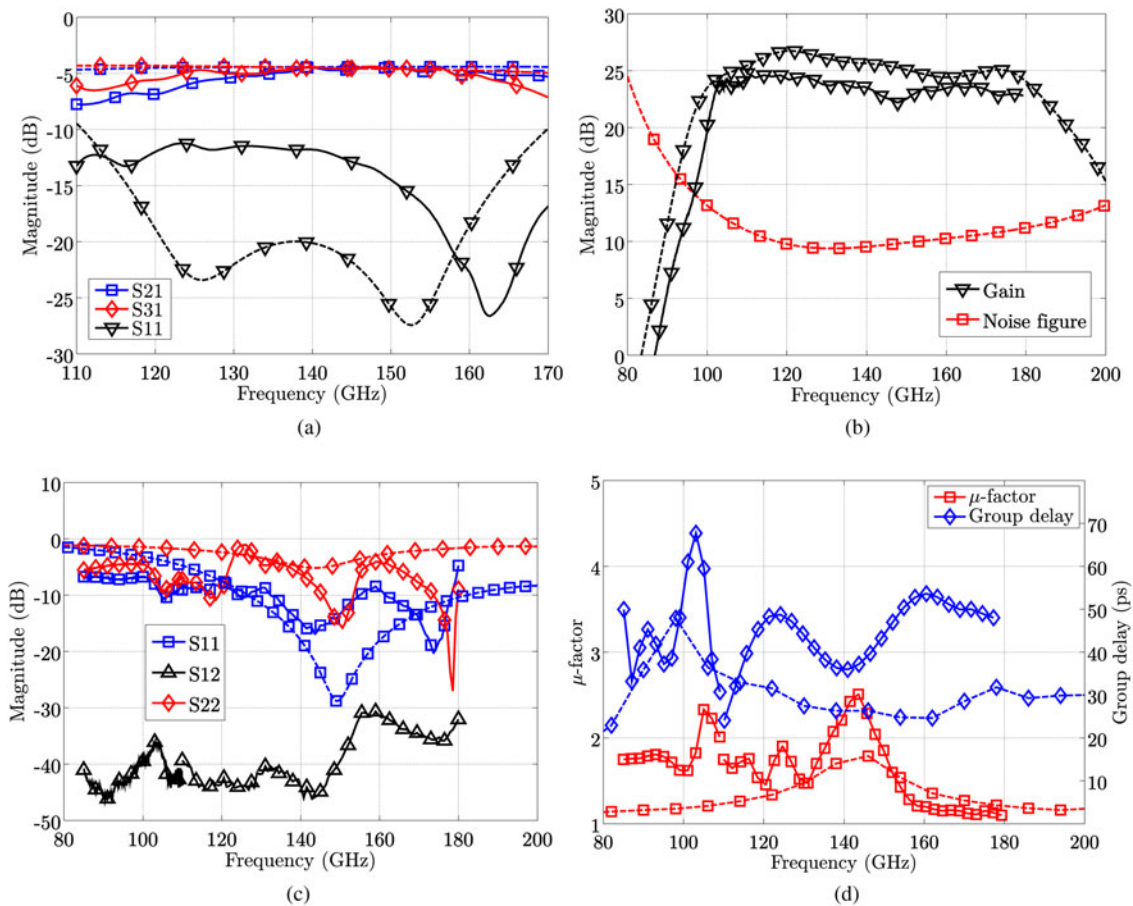 0
-5
-10
-15
-20
-25
-30
Magnitude (dB)
S21
S31
S11
110 120 130 140 150 160 170
Frequency (GHz)
(a)
30
25
20
15
10
5
0
Magnitude (dB)
Gain
Noise figure
80 100 120 140 160 180 200
Frequency (GHz)
(b)
10
0
-10
-20
-30
-40
-50
Magnitude (dB)
S11
S12
S22
80 100 120 140 160 180 200
Frequency (GHz)
(c)
5
4
3
2
1
μ-factor
μ-factor
Group delay
70
60
50
40
30
20
10
Group delay (ps)
80 100 120 140 160 180 200
Frequency (GHz)
(d)